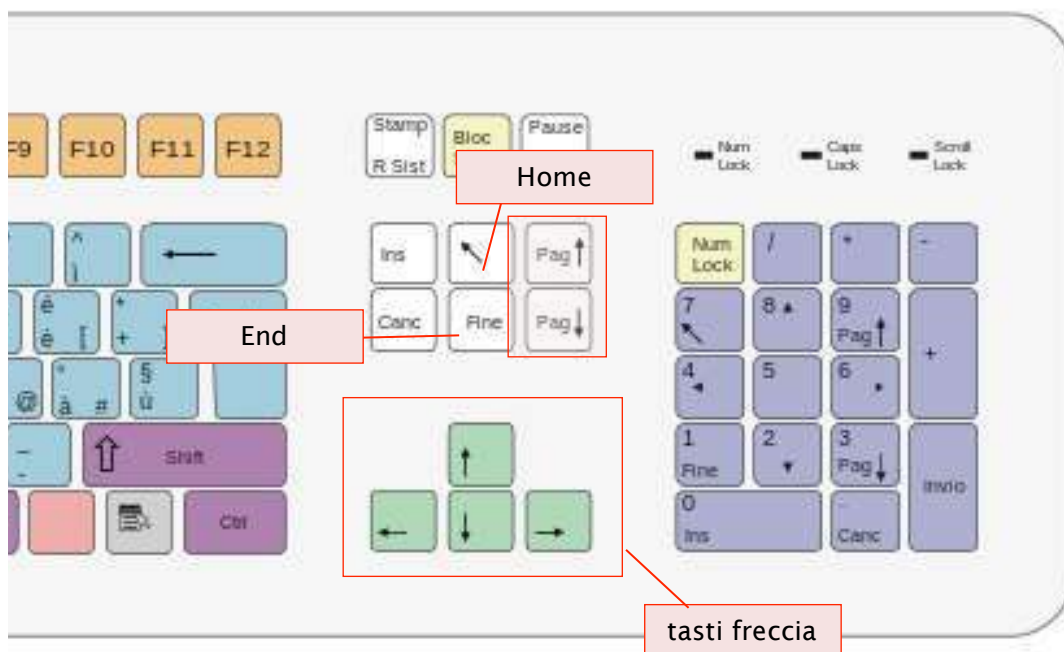 F9 F10 F11 F12
Stamp
R Sist
Bloc
Pause
Num
Lock
Caps
Lock
Scroll
Lock
Home
Ins
Pag
Canc
Fine
Pag
End
^
ì
é
è [
*
+
@
°
à #
§
ù
Shift
Ctrl
Num
Lock
/
*
-
7
8
9
Pag
+
4
5
6
1
Fine
2
3
Pag
Invio
0
Ins
.
Canc
tasti freccia